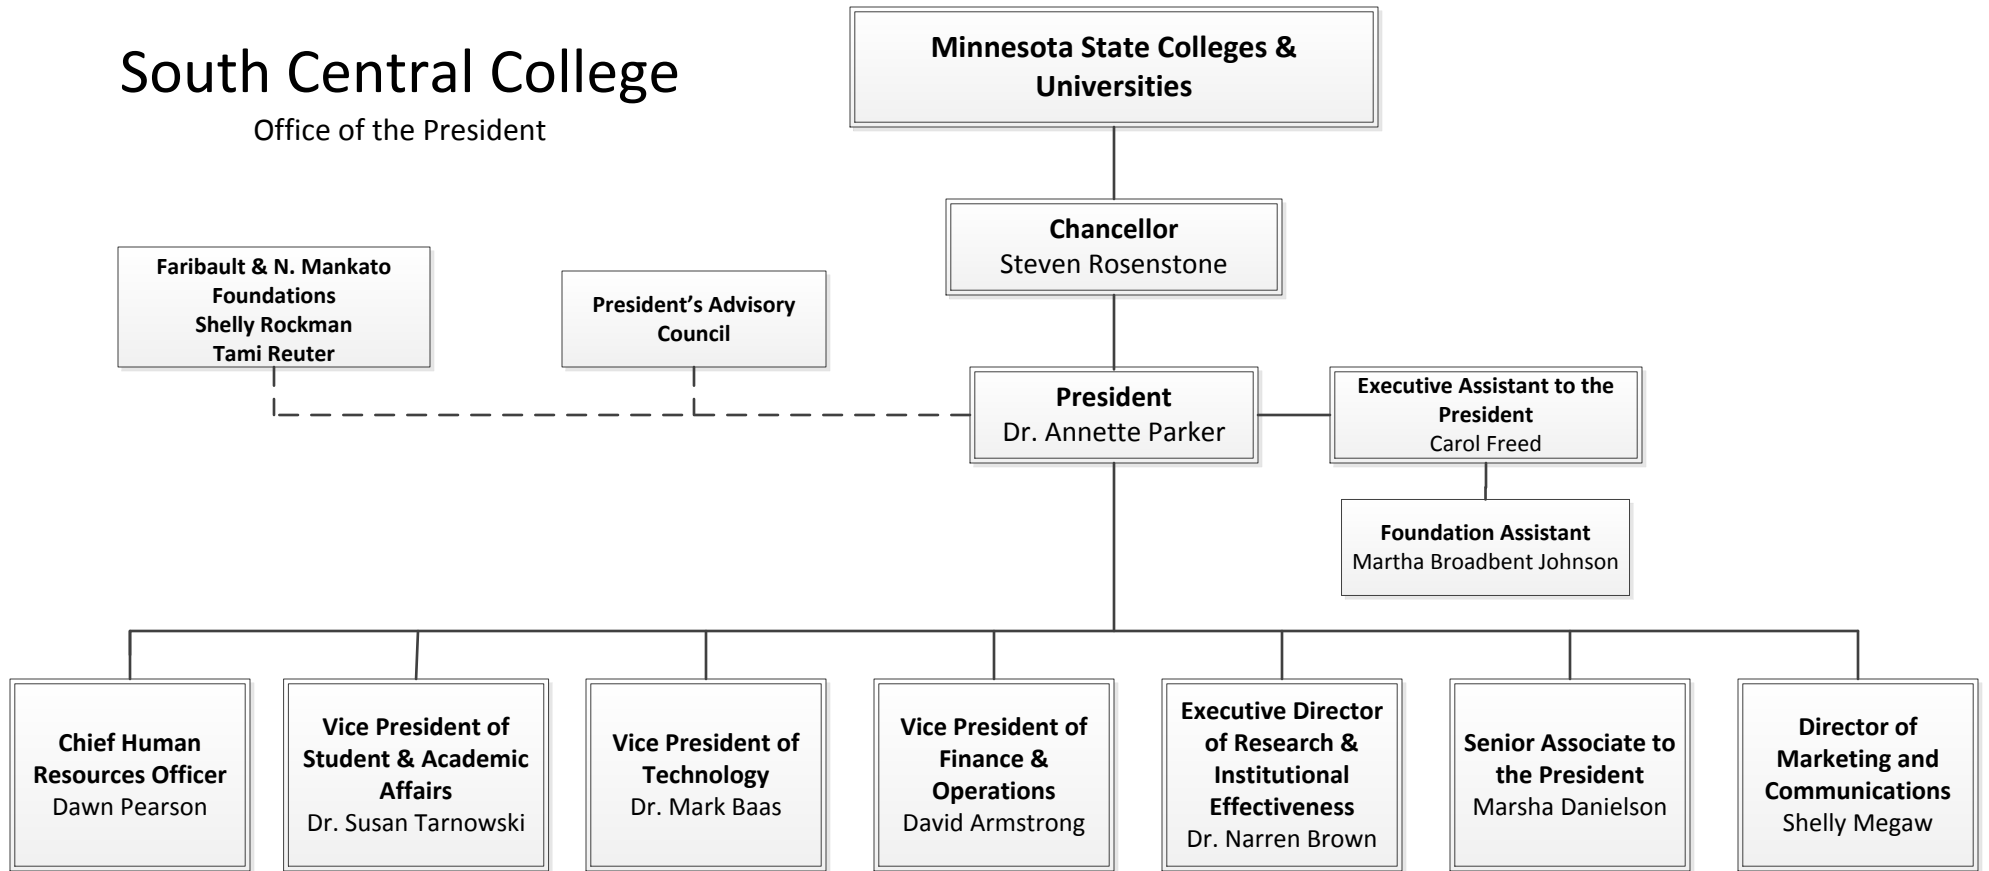 South Central College
Office of the President
Minnesota State Colleges &
Universities
Chancellor
Steven Rosenstone
Faribault & N. Mankato
Foundations
Shelly Rockman
Tami Reuter
President’s Advisory
Council
President
Dr. Annette Parker
Executive Assistant to the
President
Carol Freed
Foundation Assistant
Martha Broadbent Johnson
Chief Human
Resources Officer
Dawn Pearson
Vice President of
Student & Academic
Affairs
Dr. Susan Tarnowski
Vice President of
Technology
Dr. Mark Baas
Vice President of
Finance &
Operations
David Armstrong
Executive Director
of Research &
Institutional
Effectiveness
Dr. Narren Brown
Senior Associate to
the President
Marsha Danielson
Director of
Marketing and
Communications
Shelly Megaw